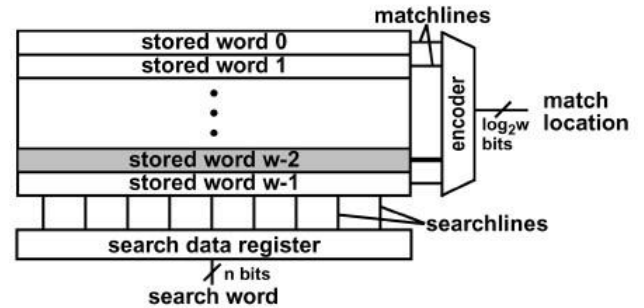 matchlines
stored word 0
stored word 1
stored word w-2
stored word w-1
encoder
log₂w
bits
match
location
searchlines
search data register
n bits
search word